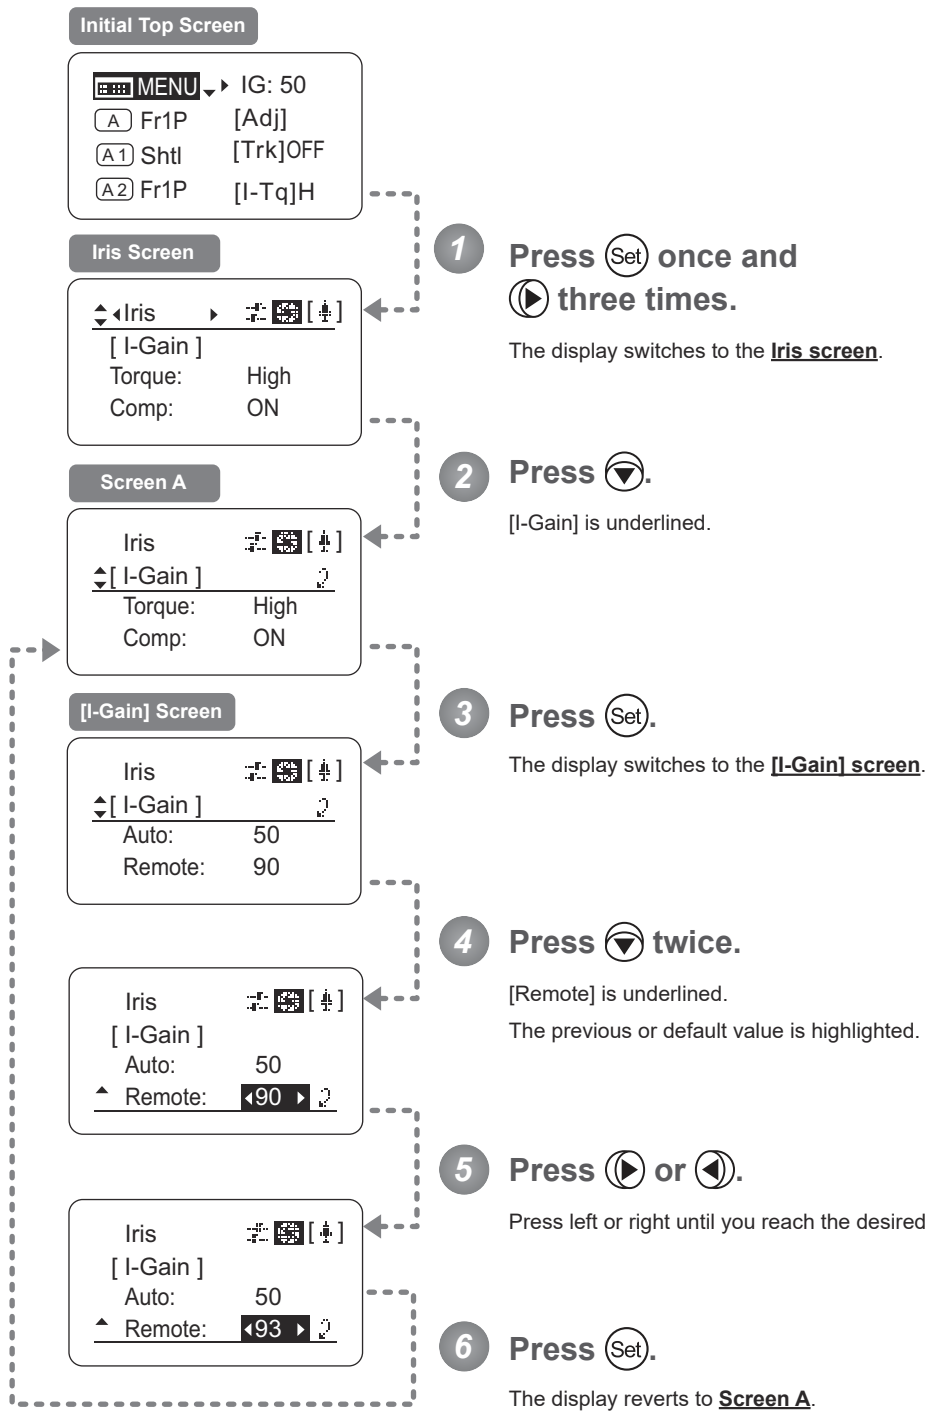 Initial Top Screen
MENU IG: 50
A Fr1P [Adj]
A1 Shtl [Trk]OFF
A2 Fr1P [I-Tq]H
1 Press Set once and
three times.
The display switches to the Iris screen.
Iris Screen
Iris [ ]
[ I-Gain ]
Torque: High
Comp: ON
2 Press .
[I-Gain] is underlined.
Screen A
Iris [ ]
[ I-Gain ]
Torque: High
Comp: ON
3 Press Set.
The display switches to the [I-Gain] screen.
[I-Gain] Screen
Iris [ ]
[ I-Gain ]
Auto: 50
Remote: 90
4 Press twice.
[Remote] is underlined.
The previous or default value is highlighted.
Iris [ ]
[ I-Gain ]
Auto: 50
Remote: 90
5 Press or .
Press left or right until you reach the desired
Iris [ ]
[ I-Gain ]
Auto: 50
Remote: 93
6 Press Set.
The display reverts to Screen A.